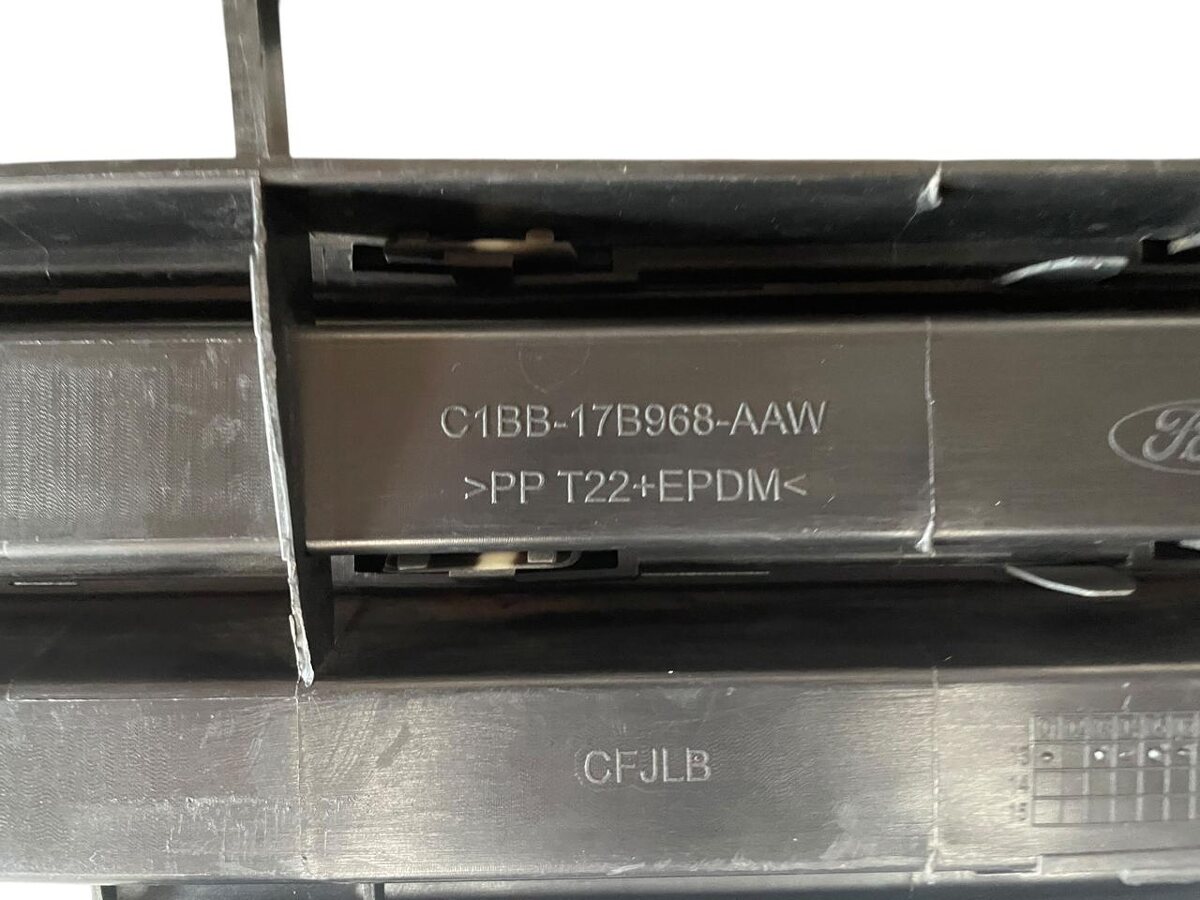 C1BB-17B968-AAW
>PP T22+EPDM<
CFJLB